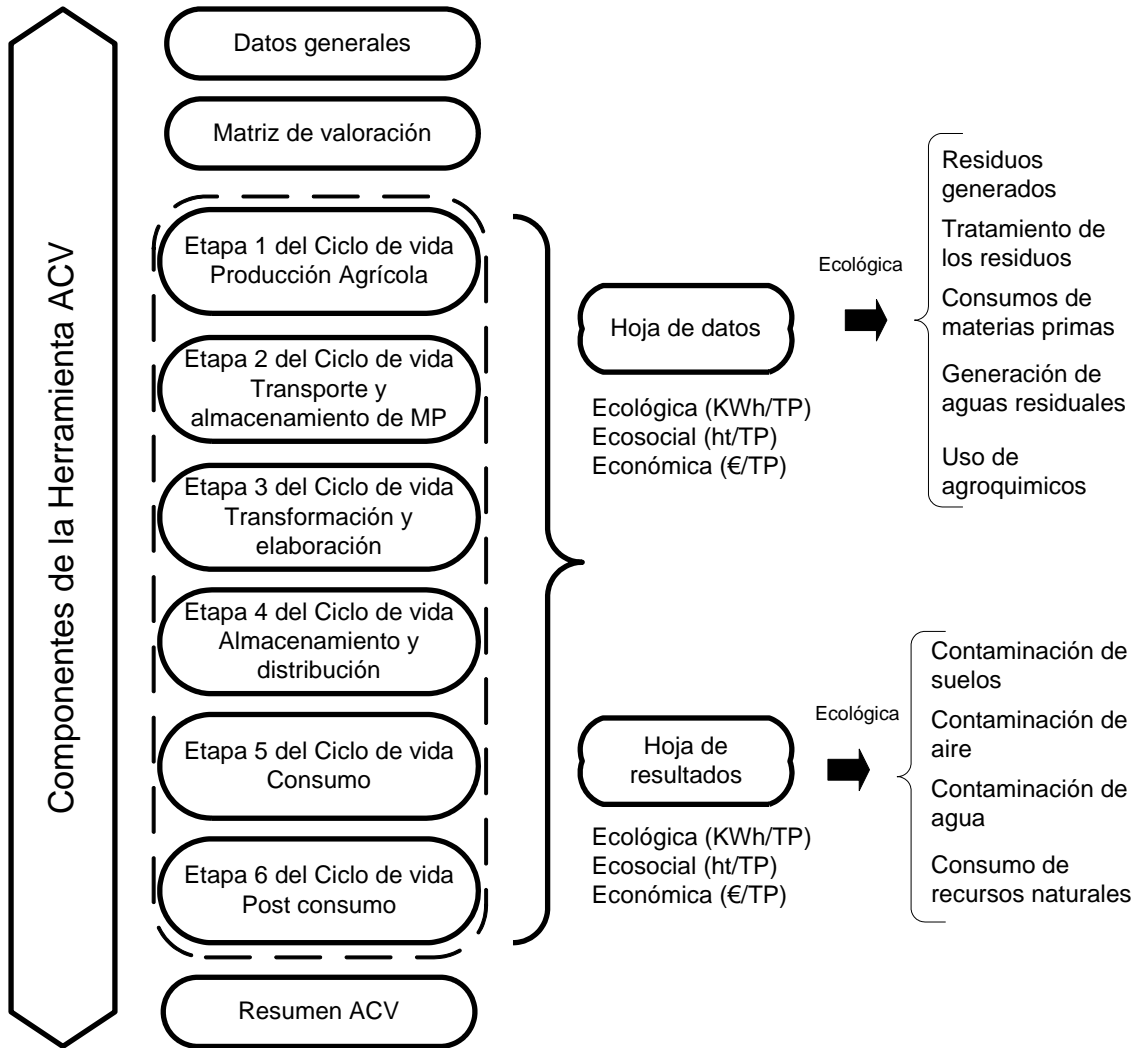 Componentes de la Herramienta ACV
Datos generales
Matriz de valoración
Etapa 1 del Ciclo de vida
Producción Agrícola
Etapa 2 del Ciclo de vida
Transporte y
almacenamiento de MP
Etapa 3 del Ciclo de vida
Transformación y
elaboración
Etapa 4 del Ciclo de vida
Almacenamiento y
distribución
Etapa 5 del Ciclo de vida
Consumo
Etapa 6 del Ciclo de vida
Post consumo
Resumen ACV
Hoja de datos
Ecológica (KWh/TP)
Ecosocial (ht/TP)
Económica (€/TP)
Ecológica
Residuos
generados
Tratamiento de
los residuos
Consumos de
materias primas
Generación de
aguas residuales
Uso de
agroquimicos
Hoja de
resultados
Ecológica (KWh/TP)
Ecosocial (ht/TP)
Económica (€/TP)
Ecológica
Contaminación de
suelos
Contaminación de
aire
Contaminación de
agua
Consumo de
recursos naturales